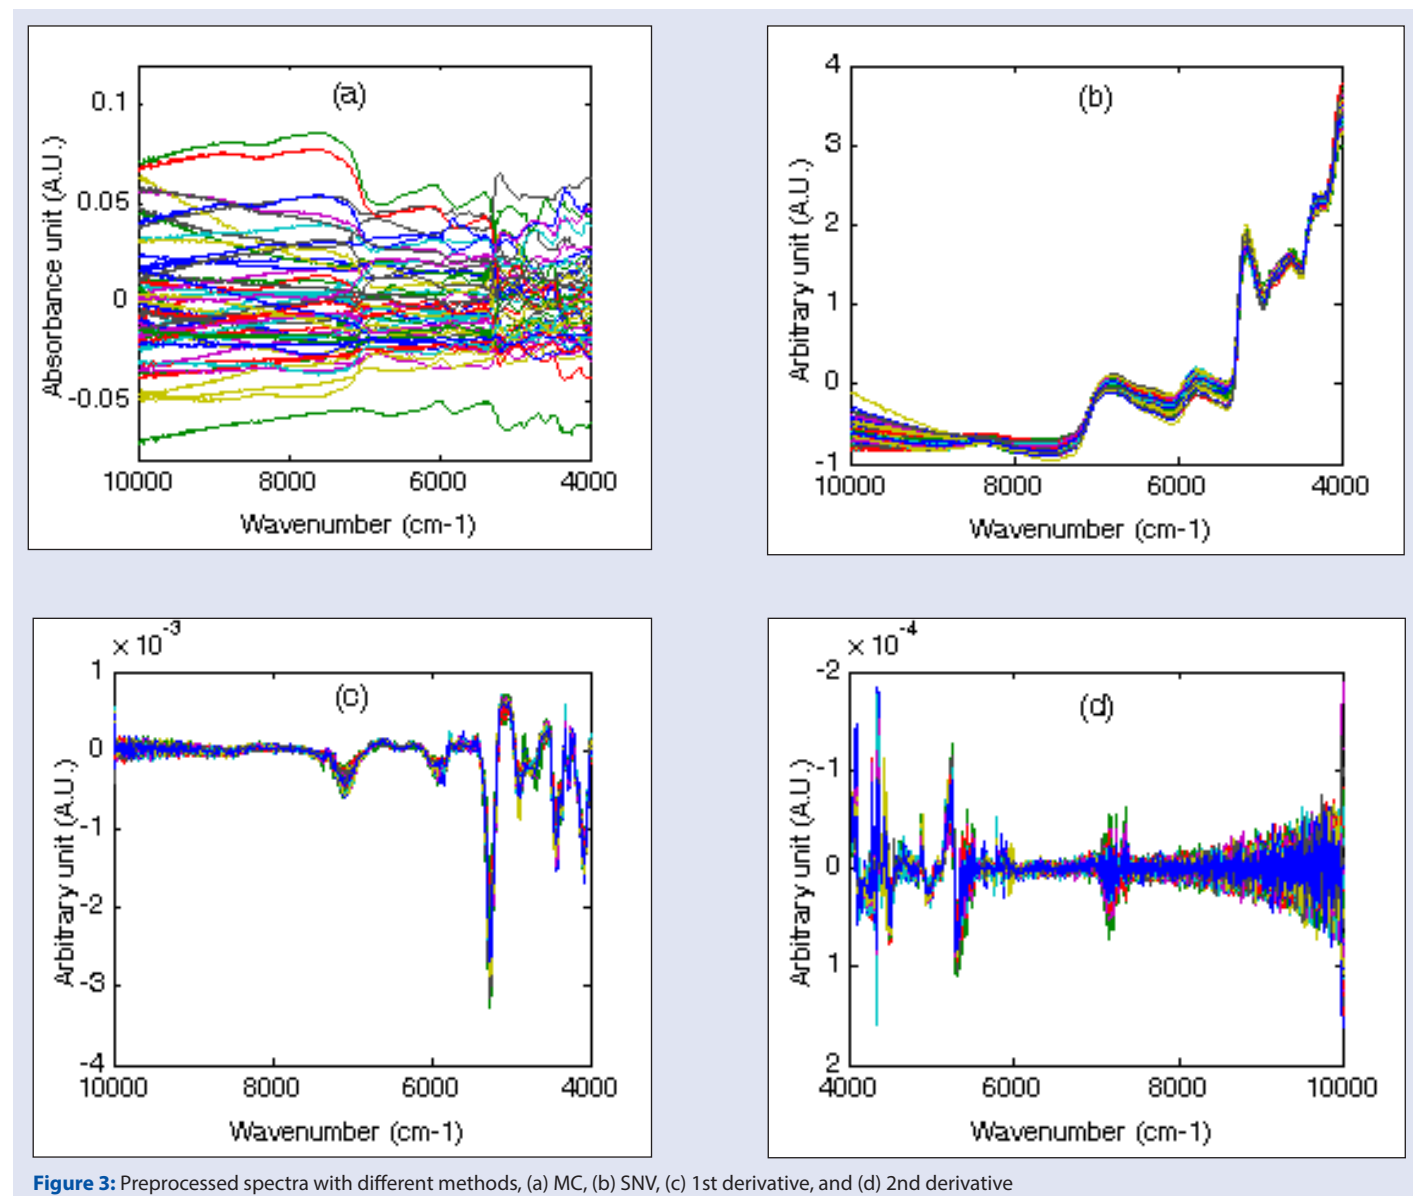 (a)
0.1
0.05
0
-0.05
10000 8000 6000 4000
Absorbance unit (A.U.)
Wavenumber (cm-1)
(b)
4
3
2
1
0
-1
10000 8000 6000 4000
Arbitrary unit (A.U.)
Wavenumber (cm-1)
× 10-3
(c)
1
0
-1
-2
-3
-4
10000 8000 6000 4000
Arbitrary unit (A.U.)
Wavenumber (cm-1)
× 10-4
(d)
-2
-1
0
1
2
4000 6000 8000 10000
Arbitrary unit (A.U.)
Wavenumber (cm-1)
Figure 3: Preprocessed spectra with different methods, (a) MC, (b) SNV, (c) 1st derivative, and (d) 2nd derivative